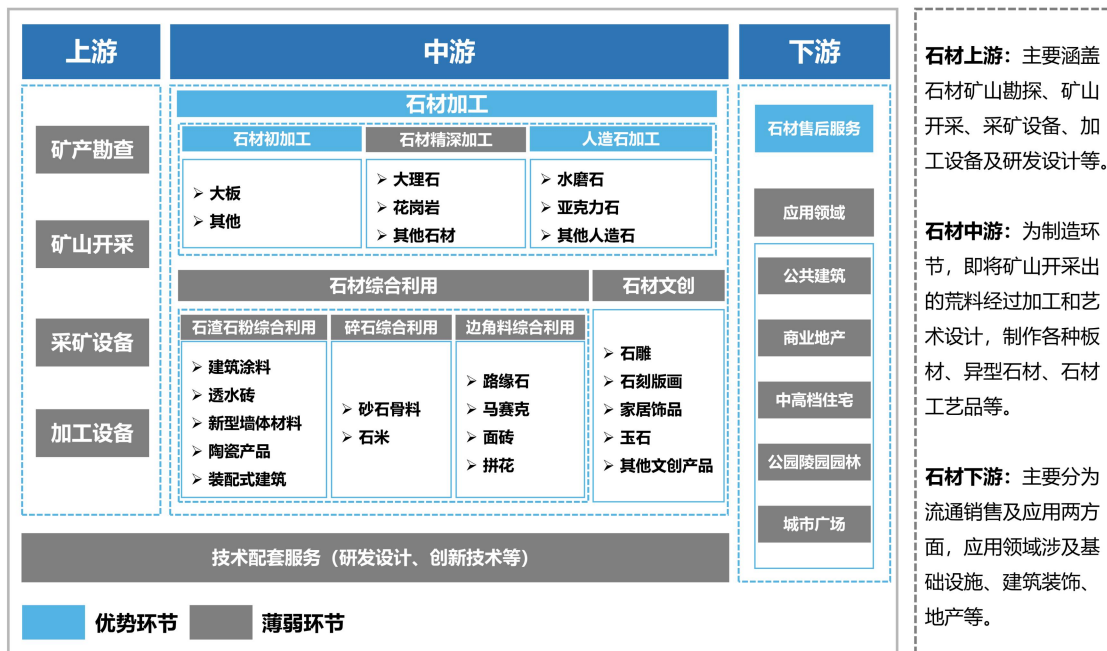 上游
中游
下游
矿产勘查
矿山开采
采矿设备
加工设备
石材加工
石材初加工
➢ 大板
➢ 其他
石材精深加工
➢ 大理石
➢ 花岗岩
➢ 其他石材
人造石加工
➢ 水磨石
➢ 亚克力石
➢ 其他人造石
石材综合利用
石渣石粉综合利用
➢ 建筑涂料
➢ 透水砖
➢ 新型墙体材料
➢ 陶瓷产品
➢ 装配式建筑
碎石综合利用
➢ 砂石骨料
➢ 石米
边角料综合利用
➢ 路缘石
➢ 马赛克
➢ 面砖
➢ 拼花
石材文创
➢ 石雕
➢ 石刻版画
➢ 家居饰品
➢ 玉石
➢ 其他文创产品
石材售后服务
应用领域
公共建筑
商业地产
中高档住宅
公园陵园园林
城市广场
技术配套服务（研发设计、创新技术等）
优势环节
薄弱环节
石材上游：主要涵盖
石材矿山勘探、矿山
开采、采矿设备、加
工设备及研发设计等。
石材中游：为制造环
节，即将矿山开采出
的荒料经过加工和艺
术设计，制作各种板
材、异型石材、石材
工艺品等。
石材下游：主要分为
流通销售及应用两方
面，应用领域涉及基
础设施、建筑装饰、
地产等。